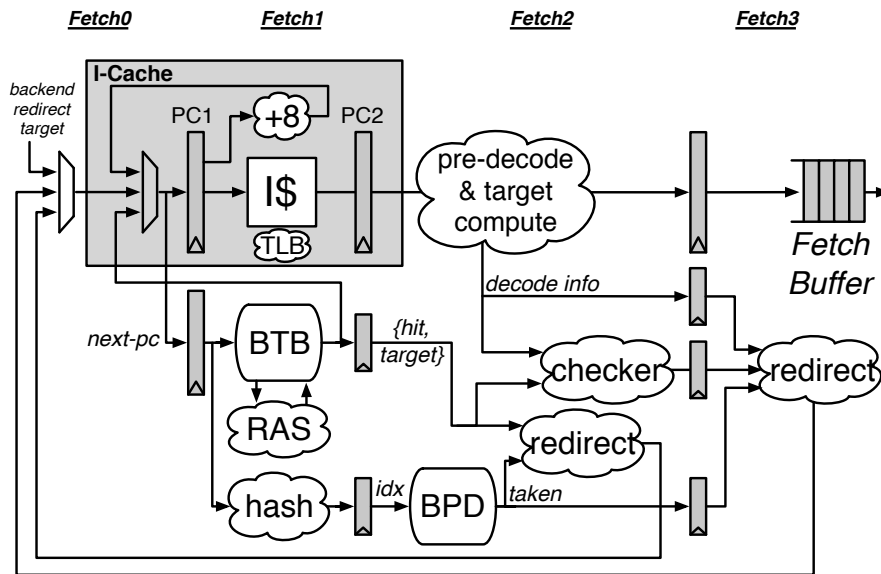 Fetch0
Fetch1
Fetch2
Fetch3
backend
redirect
target
I-Cache
PC1
+8
PC2
I$
TLB
pre-decode
& target
compute
Fetch
Buffer
decode info
next-pc
BTB
{hit,
target}
RAS
checker
redirect
redirect
hash
idx
BPD
taken